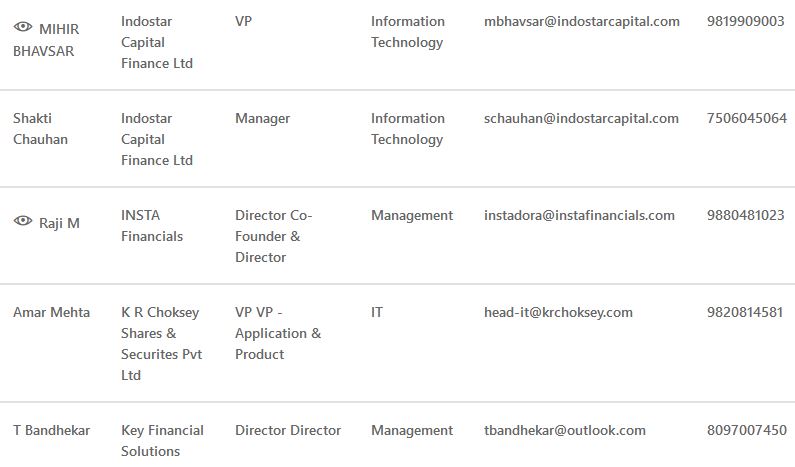 MIHIR BHAVSAR
Indostar Capital Finance Ltd
VP
Information Technology
mbhavsar@indostarcapital.com
9819909003
Shakti Chauhan
Indostar Capital Finance Ltd
Manager
Information Technology
schauhan@indostarcapital.com
7506045064
Raji M
INSTA Financials
Director Co-Founder & Director
Management
instadora@instafinancials.com
9880481023
Amar Mehta
K R Choksey Shares & Securites Pvt Ltd
VP VP - Application & Product
IT
head-it@krchoksey.com
9820814581
T Bandhekar
Key Financial Solutions
Director Director
Management
tbandhekar@outlook.com
8097007450